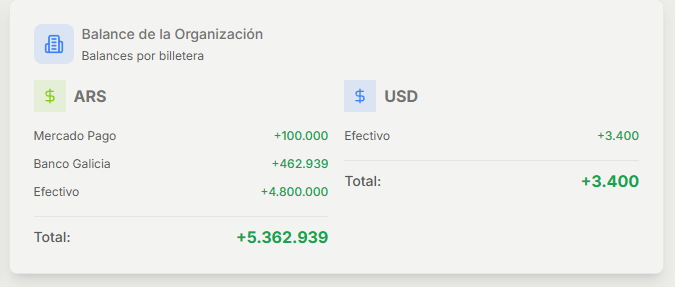 Balance de la Organización
Balances por billetera
$ ARS
Mercado Pago +100.000
Banco Galicia +462.939
Efectivo +4.800.000
Total: +5.362.939
$ USD
Efectivo +3.400
Total: +3.400